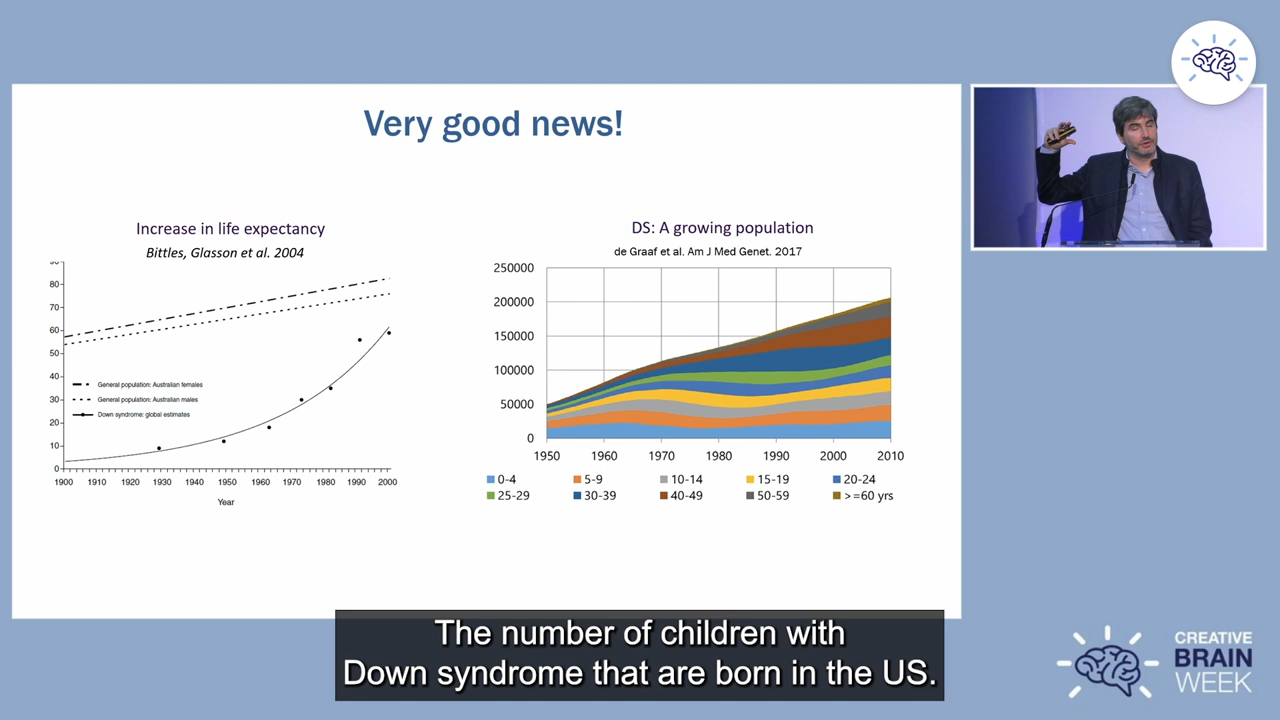 Very good news!
Increase in life expectancy
Bittles, Glasson et al. 2004
80
70
60
50
40
30
20
10
0
General population: Australian females
General population: Australian males
Down syndrome: global estimates
1900 1910 1920 1930 1940 1950 1960 1970 1980 1990 2000
Year
DS: A growing population
de Graaf et al. Am J Med Genet. 2017
250000
200000
150000
100000
50000
0
1950 1960 1970 1980 1990 2000 2010
0-4 5-9 10-14 15-19 20-24
25-29 30-39 40-49 50-59 >=60 yrs
The number of children with
Down syndrome that are born in the US.
CREATIVE
BRAIN
WEEK